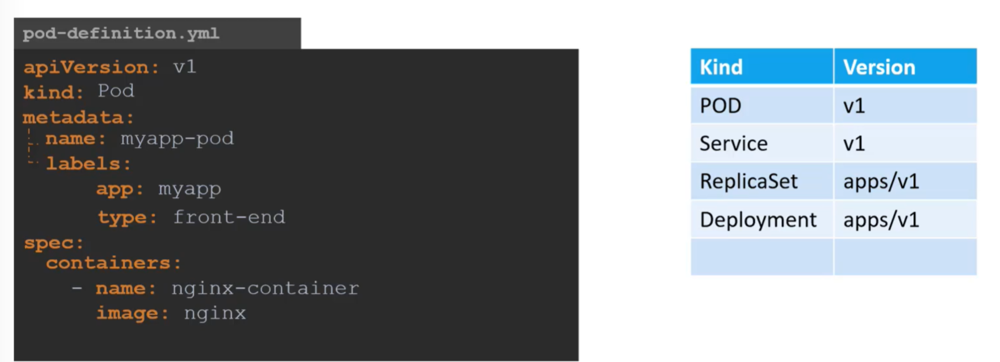 pod-definition.yml
apiVersion: v1
kind: Pod
metadata:
name: myapp-pod
labels:
app: myapp
type: front-end
spec:
containers:
- name: nginx-container
image: nginx
Kind Version
POD v1
Service v1
ReplicaSet apps/v1
Deployment apps/v1